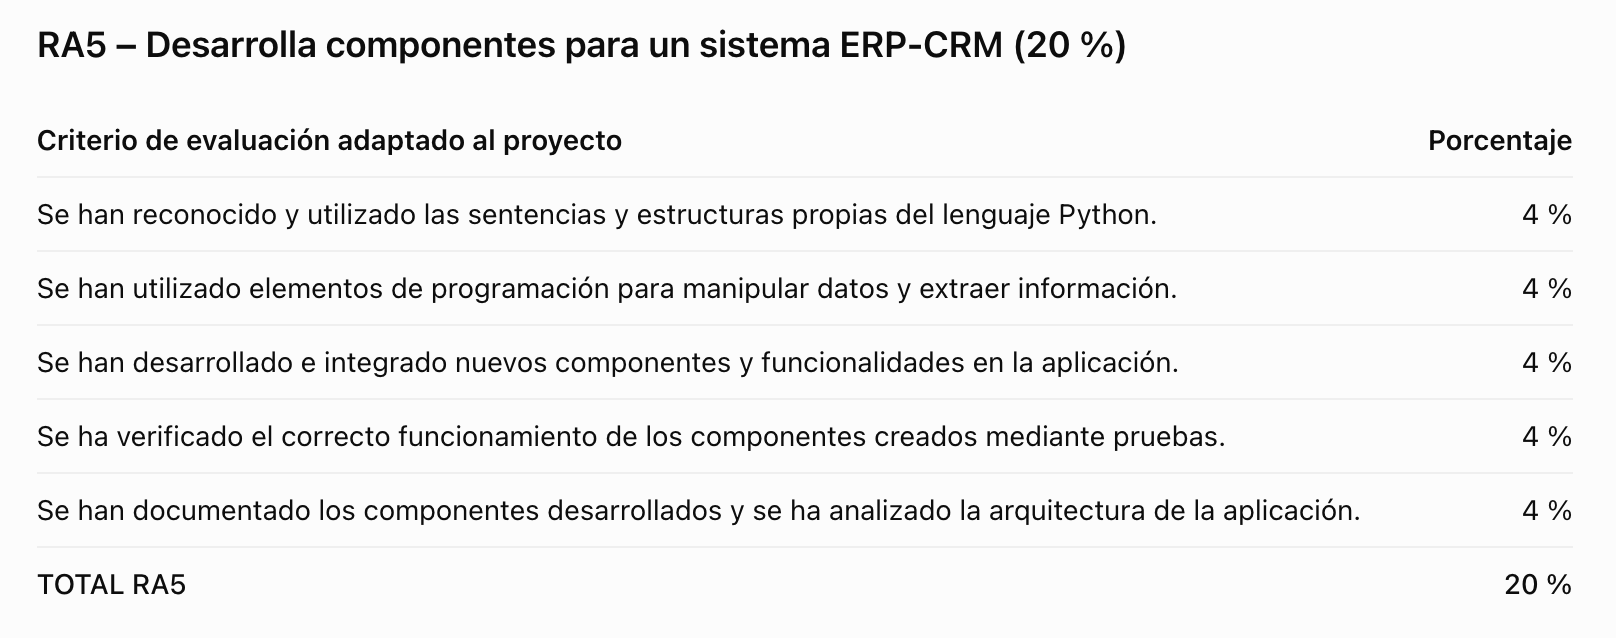 RA5 – Desarrolla componentes para un sistema ERP-CRM (20 %)
Criterio de evaluación adaptado al proyecto Porcentaje
Se han reconocido y utilizado las sentencias y estructuras propias del lenguaje Python. 4 %
Se han utilizado elementos de programación para manipular datos y extraer información. 4 %
Se han desarrollado e integrado nuevos componentes y funcionalidades en la aplicación. 4 %
Se ha verificado el correcto funcionamiento de los componentes creados mediante pruebas. 4 %
Se han documentado los componentes desarrollados y se ha analizado la arquitectura de la aplicación. 4 %
TOTAL RA5 20 %